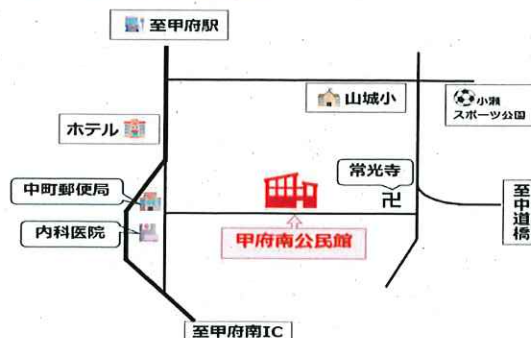 至甲府駅
山城小
小瀬
スポーツ公園
ホテル
常光寺
中町郵便局
卍
至中道橋
内科医院
甲府南公民館
至甲府南IC